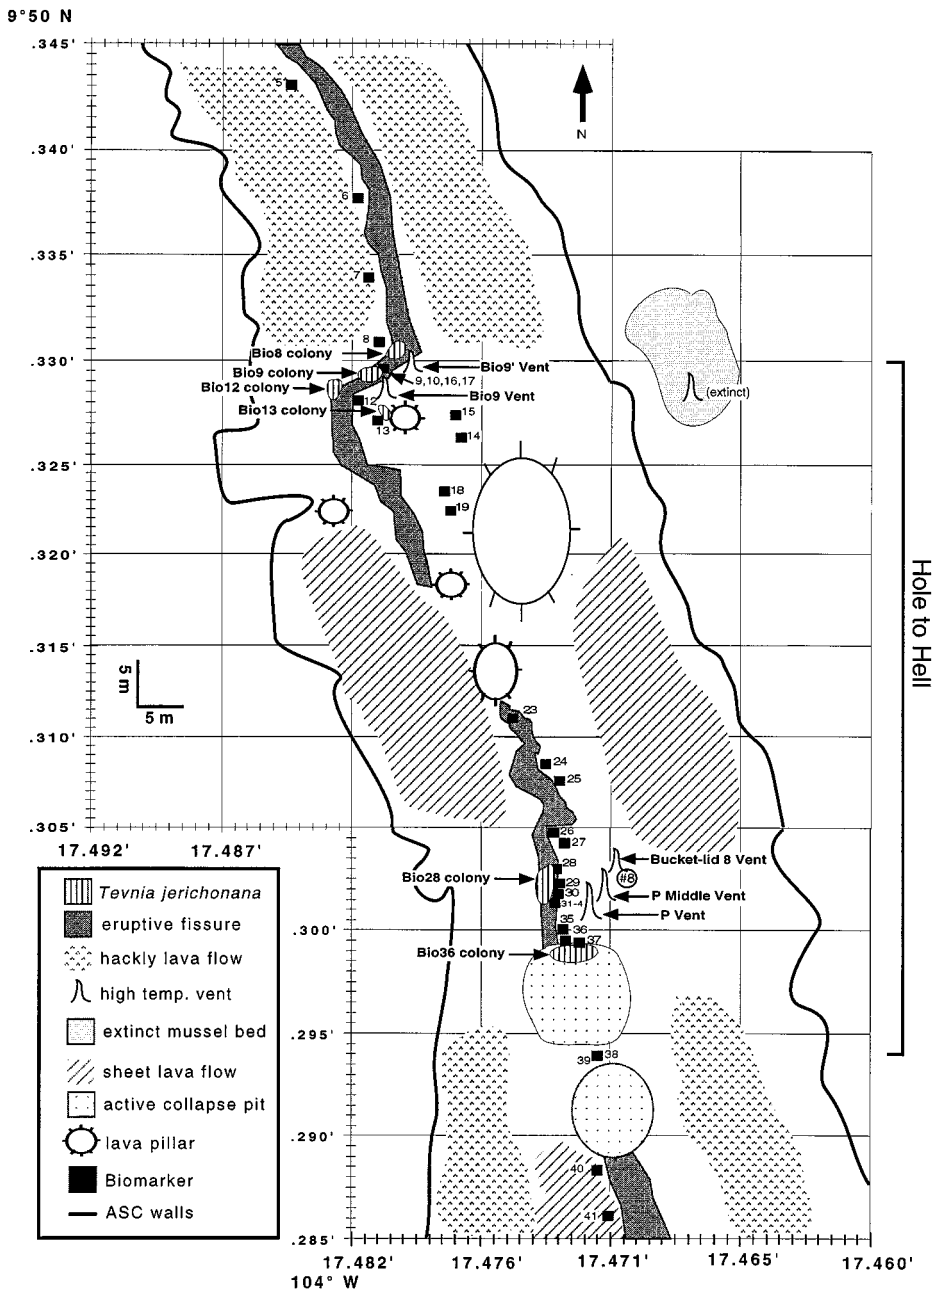 9°50 N
.345'
5
N
.340'
6
.335'
7
8
.330'
Bio8 colony
Bio9' Vent
Bio9 colony
9,10,16,17
(extinct)
Bio12 colony
Bio9 Vent
12
Bio13 colony
15
13
14
.325'
18
19
.320'
Hole to Hell
.315'
5 m
5 m
23
.310'
24
25
.305'
26
27
17.492'
17.487'
Bucket-lid 8 Vent
28
#8
Bio28 colony
29
30
P Middle Vent
31-4
P Vent
35
.300'
36
37
Bio36 colony
.295'
39
38
.290'
40
41
.285'
Tevnia jerichonana
eruptive fissure
hackly lava flow
high temp. vent
extinct mussel bed
sheet lava flow
active collapse pit
lava pillar
Biomarker
ASC walls
17.482'
17.476'
17.471'
17.465'
17.460'
104° W